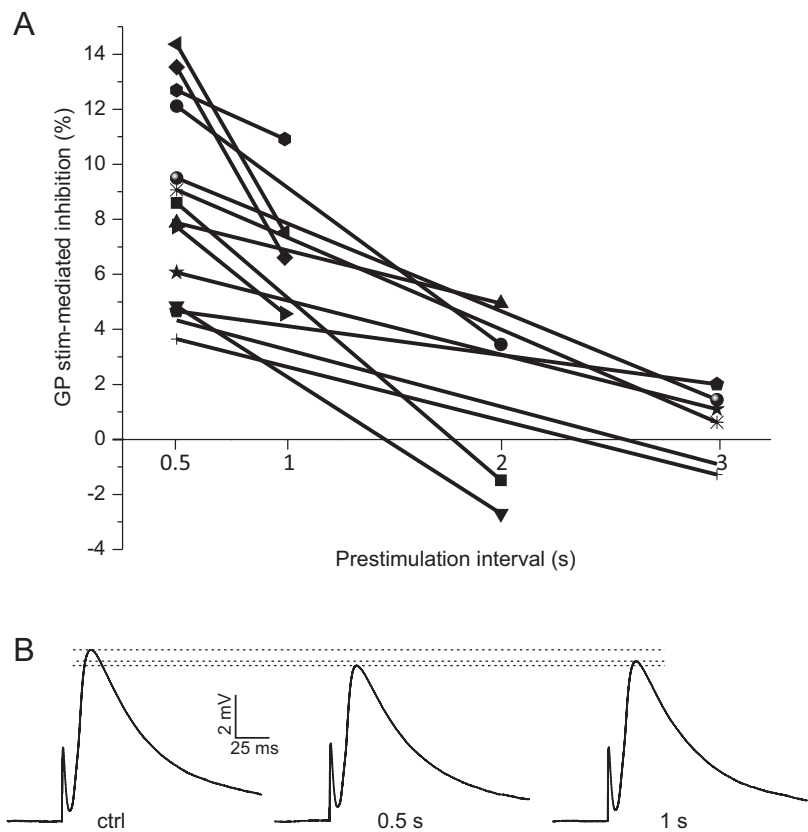 A
GP stim-mediated inhibition (%)
14
12
10
8
6
4
2
0
-2
-4
0.5 1 2 3
Prestimulation interval (s)
B
2 mV
25 ms
ctrl 0.5 s 1 s